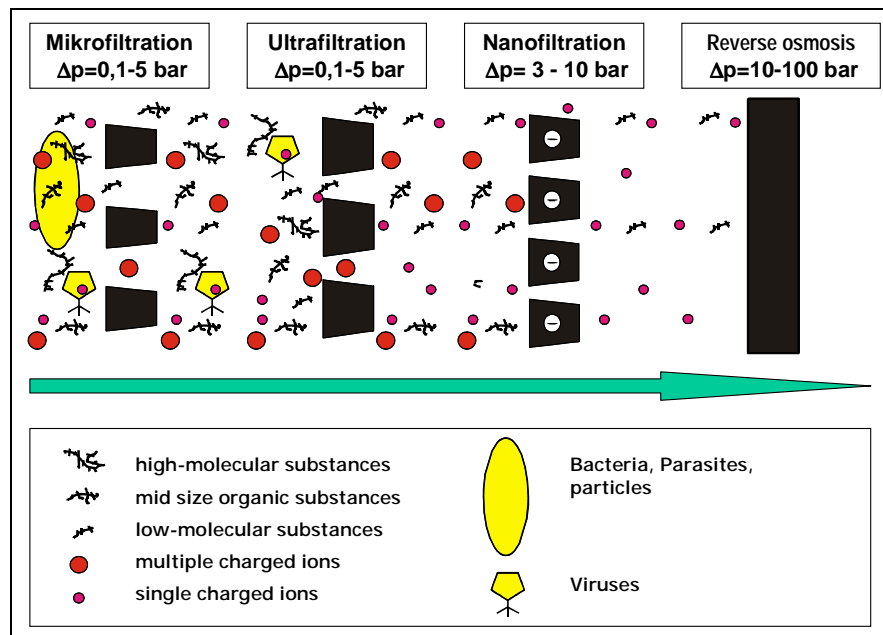 Mikrofiltration
Δp=0,1-5 bar
Ultrafiltration
Δp=0,1-5 bar
Nanofiltration
Δp= 3 - 10 bar
Reverse osmosis
Δp=10-100 bar
high-molecular substances
mid size organic substances
low-molecular substances
multiple charged ions
single charged ions
Bacteria, Parasites,
particles
Viruses